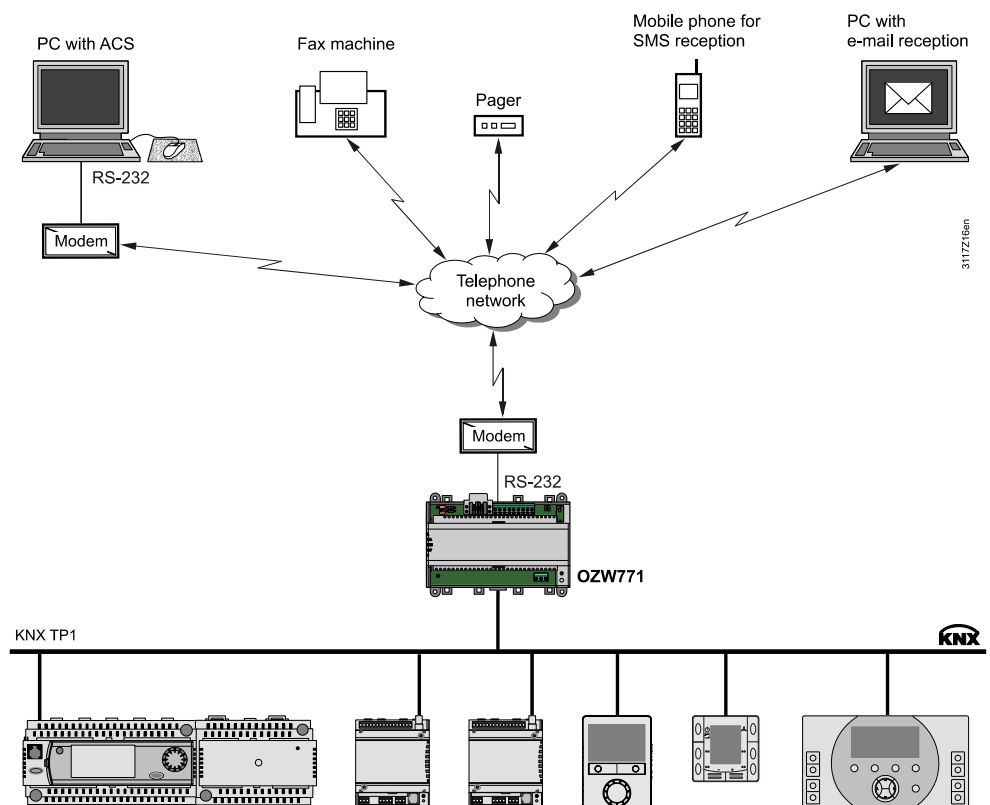 PC with ACS
Fax machine
Pager
Mobile phone for
SMS reception
PC with
e-mail reception
RS-232
Modem
3117Z16en
Telephone
network
Modem
RS-232
OZW771
KNX TP1
KNX